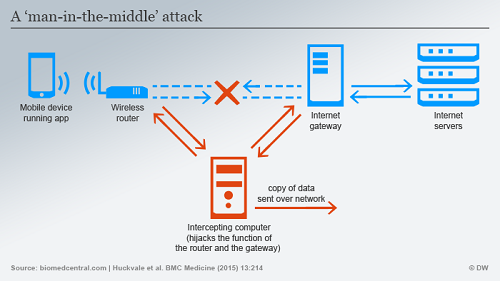 A ‘man-in-the-middle’ attack
Mobile device
running app
Wireless
router
Internet
gateway
Internet
servers
copy of data
sent over network
Intercepting computer
(hijacks the function of
the router and the gateway)
Source: biomedcentral.com | Huckvale et al. BMC Medicine (2015) 13:214
© DW